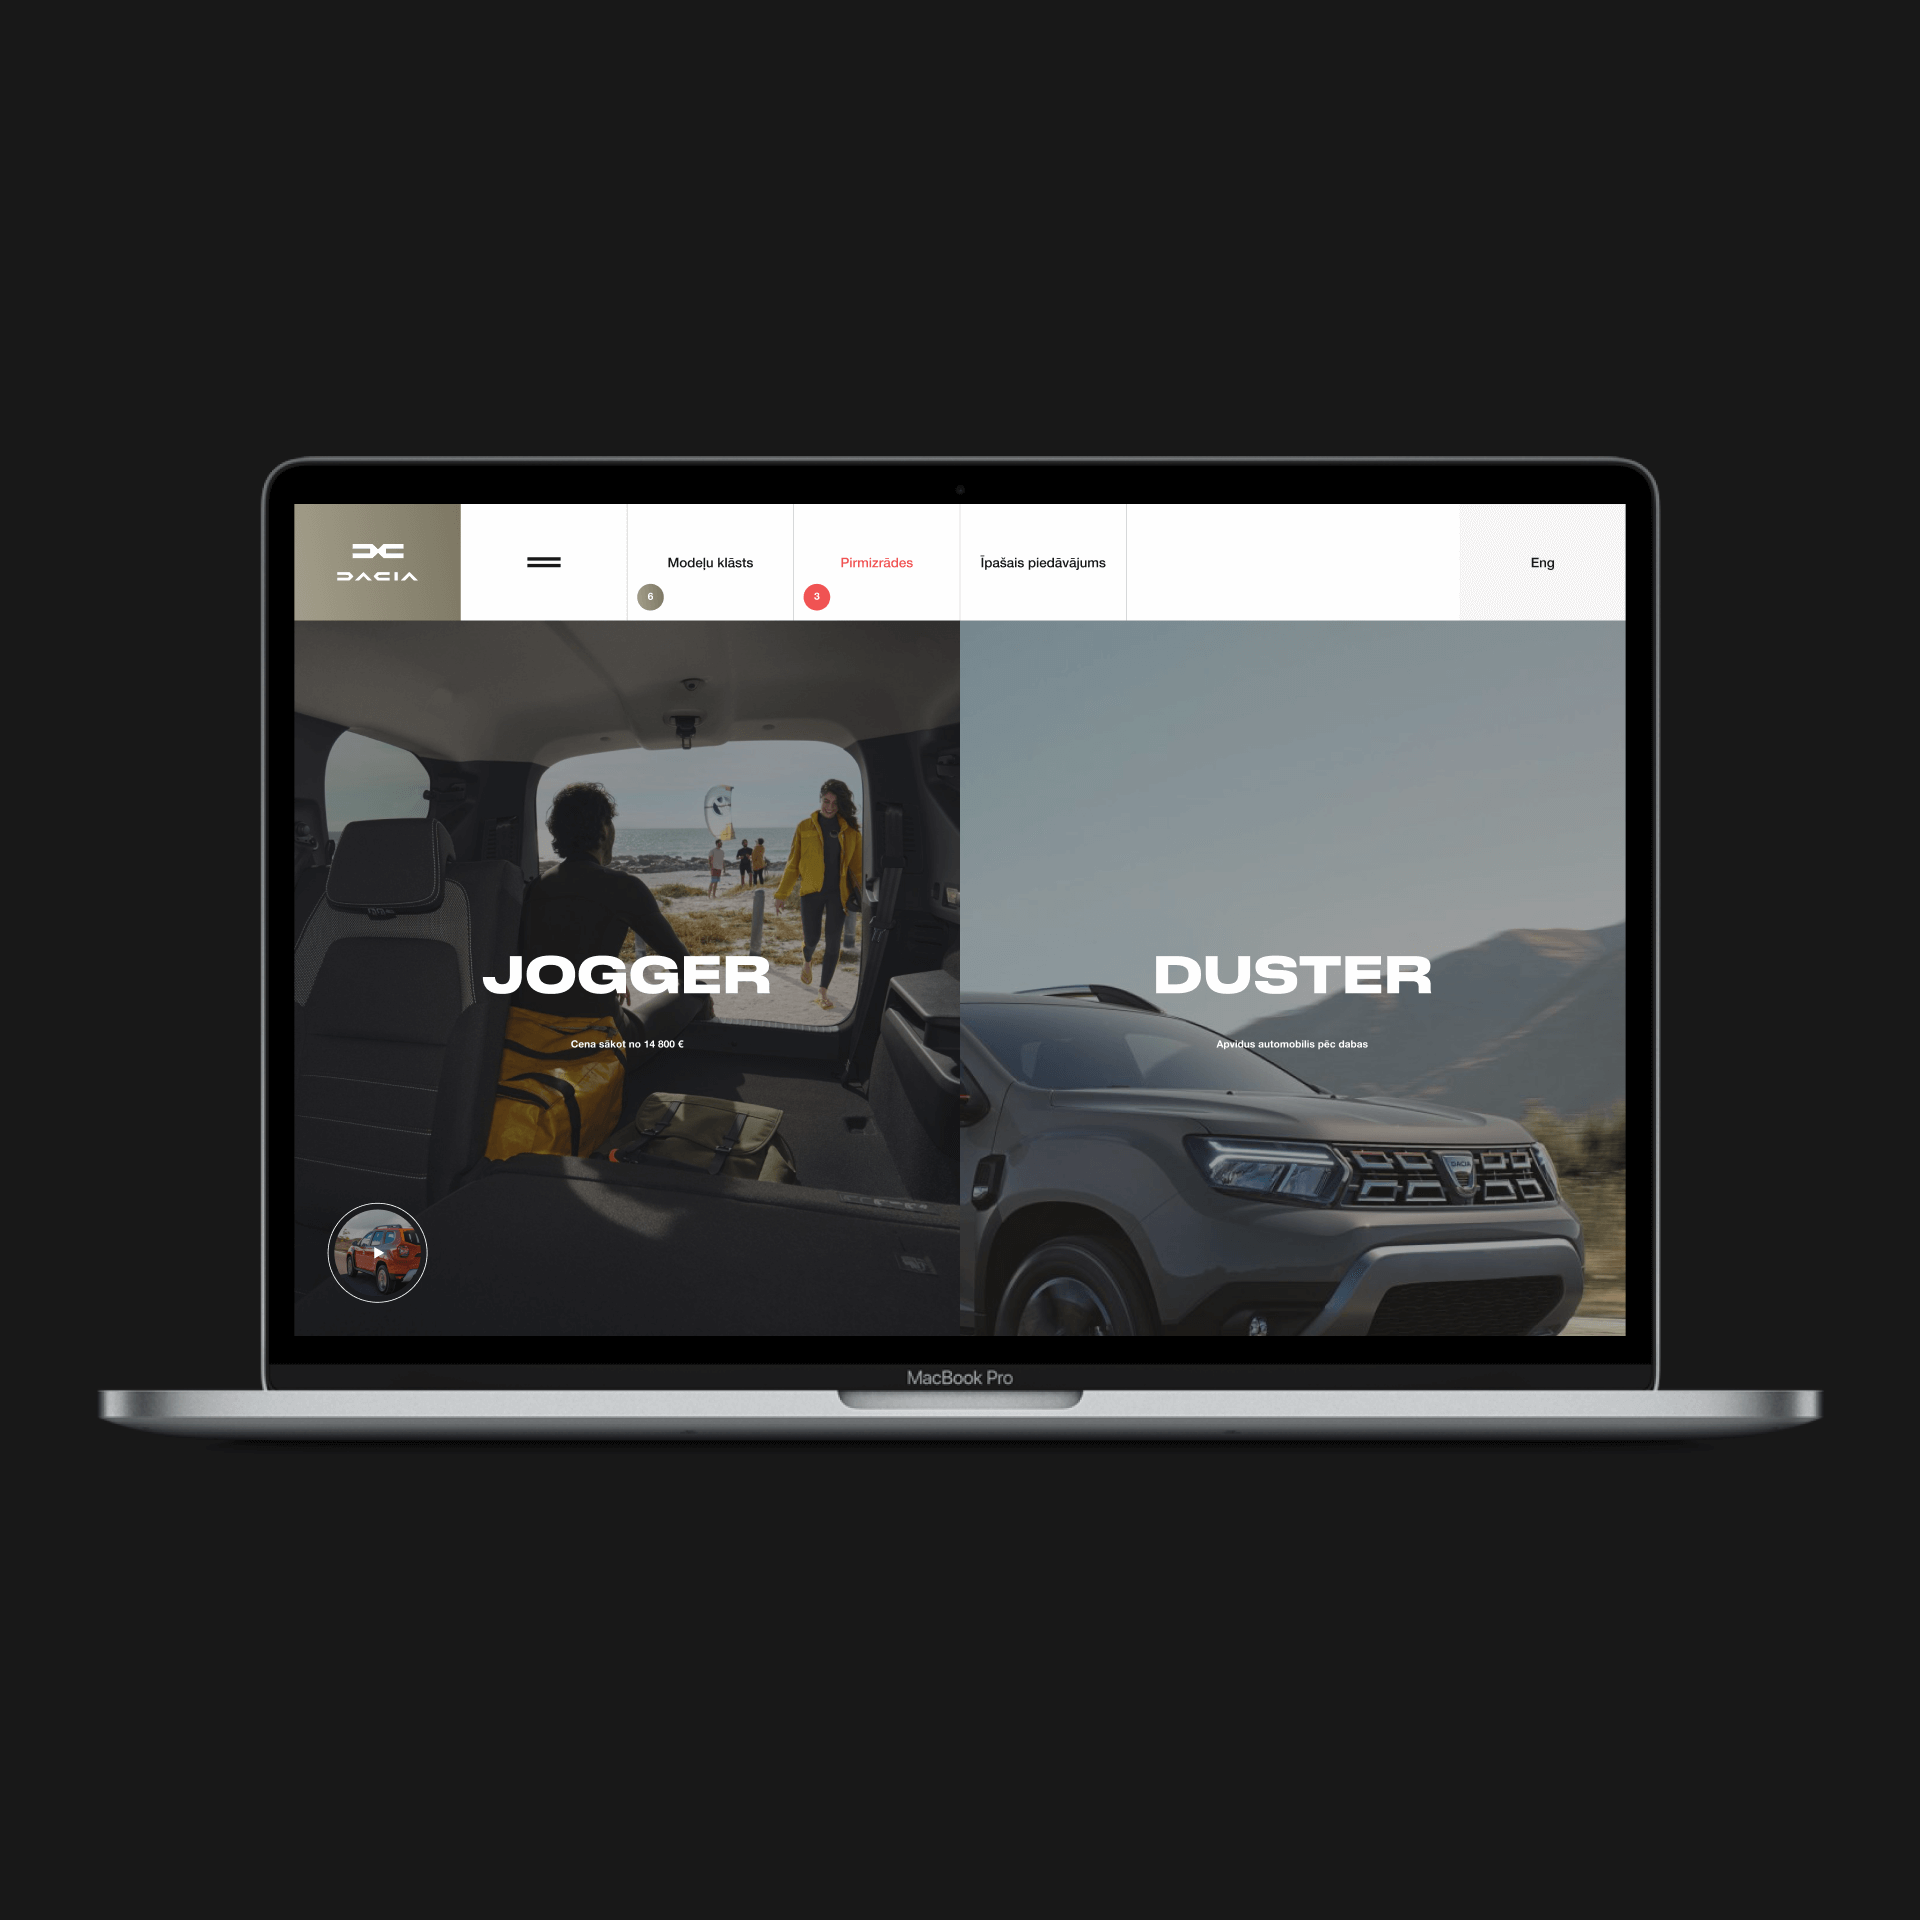 DACIA
Modeļu klāsts
6
Pirmizrādes
3
Īpašais piedāvājums
Eng
JOGGER
Cena sākot no 14 800 €
DUSTER
Apvidus automobilis pēc dabas
DACIA
MacBook Pro